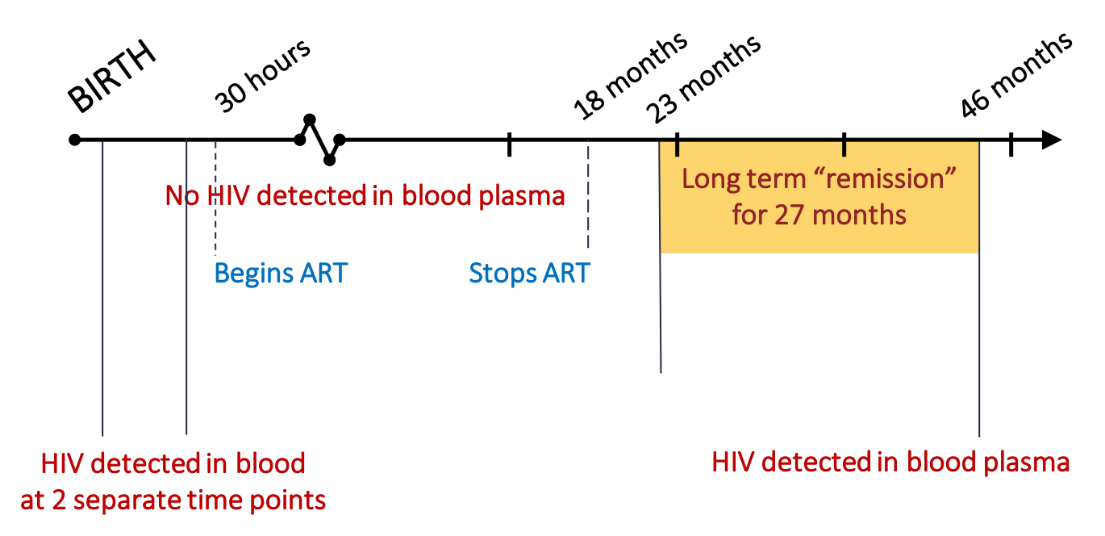 BIRTH
30 hours
18 months
23 months
46 months
No HIV detected in blood plasma
Long term “remission”
for 27 months
Begins ART
Stops ART
HIV detected in blood
at 2 separate time points
HIV detected in blood plasma